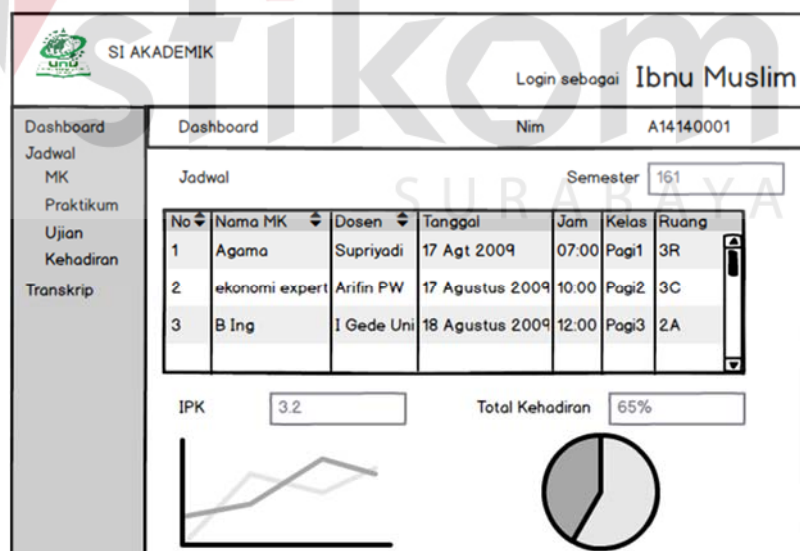 stikom
SURABAYA
unu
SI AKADEMIK
Login sebagai Ibnu Muslim
Dashboard
Jadwal
MK
Praktikum
Ujian
Kehadiran
Transkrip
Dashboard Nim A14140001
Jadwal Semester 161
No Nama MK Dosen Tanggal Jam Kelas Ruang
1 Agama Supriyadi 17 Agt 2009 07:00 Pagi1 3R
2 ekonomi expert Arifin PW 17 Agustus 2009 10:00 Pagi2 3C
3 B Ing I Gede Uni 18 Agustus 2009 12:00 Pagi3 2A
IPK 3.2 Total Kehadiran 65%